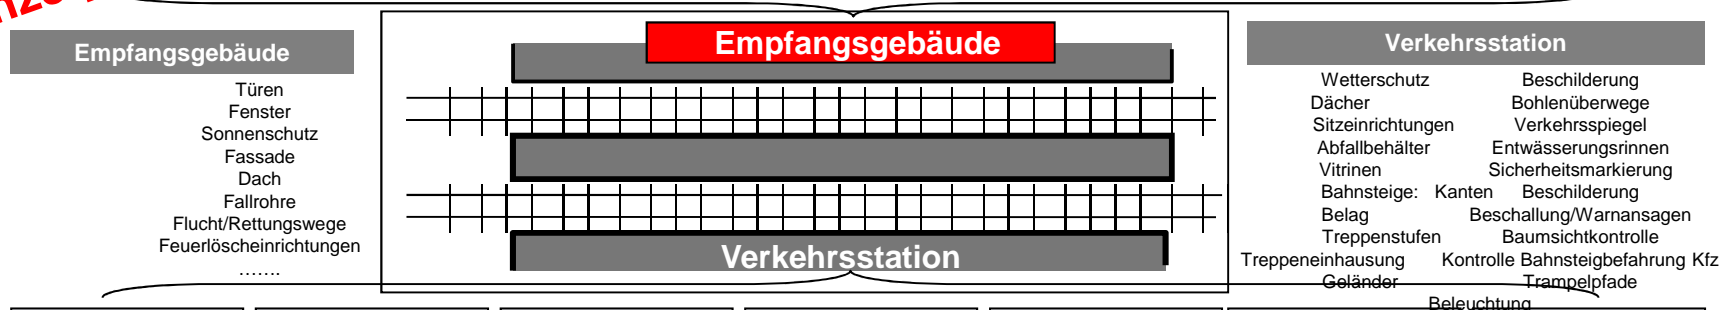 Empfangsgebäude
Türen
Fenster
Sonnenschutz
Fassade
Dach
Fallrohre
Flucht/Rettungswege
Feuerlöscheinrichtungen
…….
Empfangsgebäude
Verkehrsstation
Verkehrsstation
Wetterschutz Beschilderung
Dächer Bohlenüberwege
Sitzeinrichtungen Verkehrsspiegel
Abfallbehälter Entwässerungsrinnen
Vitrinen Sicherheitsmarkierung
Bahnsteige: Kanten Beschilderung
Belag Beschallung/Warnansagen
Treppenstufen Baumsichtkontrolle
Treppeneinhausung Kontrolle Bahnsteigbefahrung Kfz
Geländer Trampelpfade
Beleuchtung